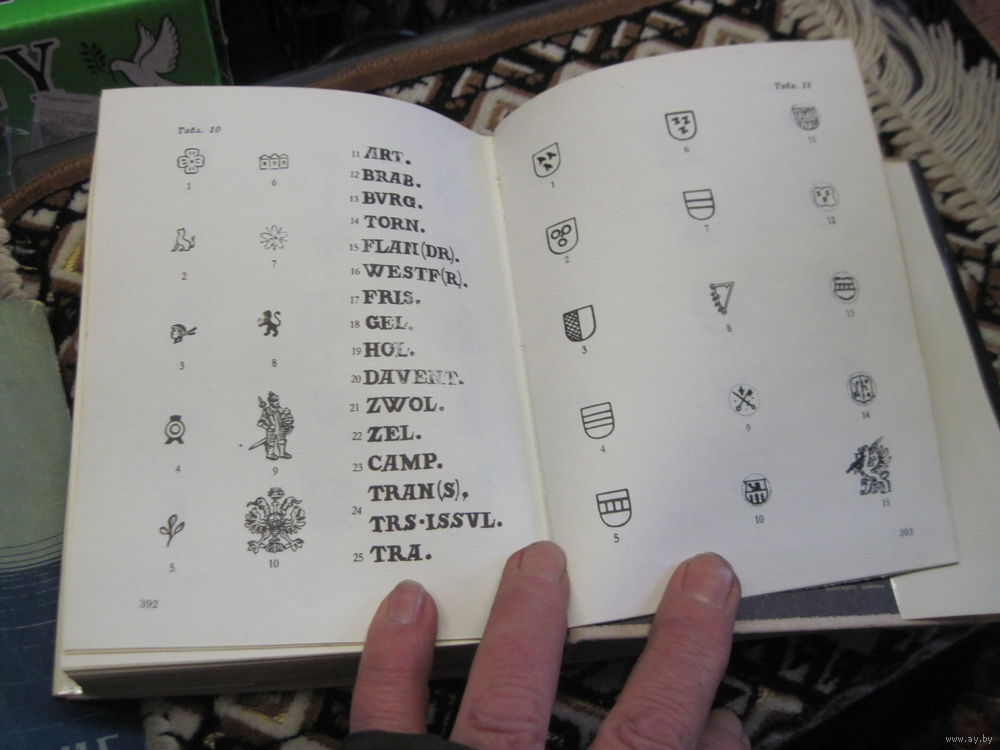 Табл. 10
1
6
2
7
3
8
4
9
5
10
11 ART.
12 BRAB.
13 BVRG.
14 TORN.
15 FLAN(DR).
16 WESTF(R).
17 FRIS.
18 GEL.
19 HOL.
20 DAVENT.
21 ZWOL.
22 ZEL.
23 CAMP.
TRAN(S),
24
TRS·ISSVL.
25 TRA.
392
Табл. 11
1
6
11
2
7
12
3
8
13
4
9
14
5
10
15
393
www.ay.by